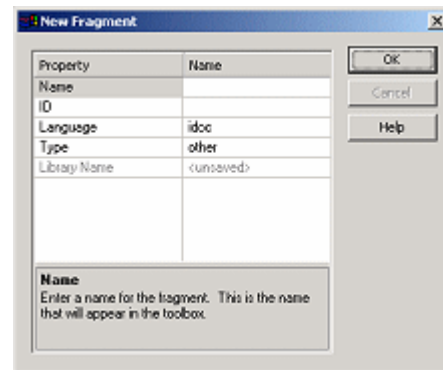 New Fragment
Property Name
Name
ID
Language idoc
Type other
Library Name <unsaved>
Name
Enter a name for the fragment. This is the name
that will appear in the toolbox.
OK
Cancel
Help